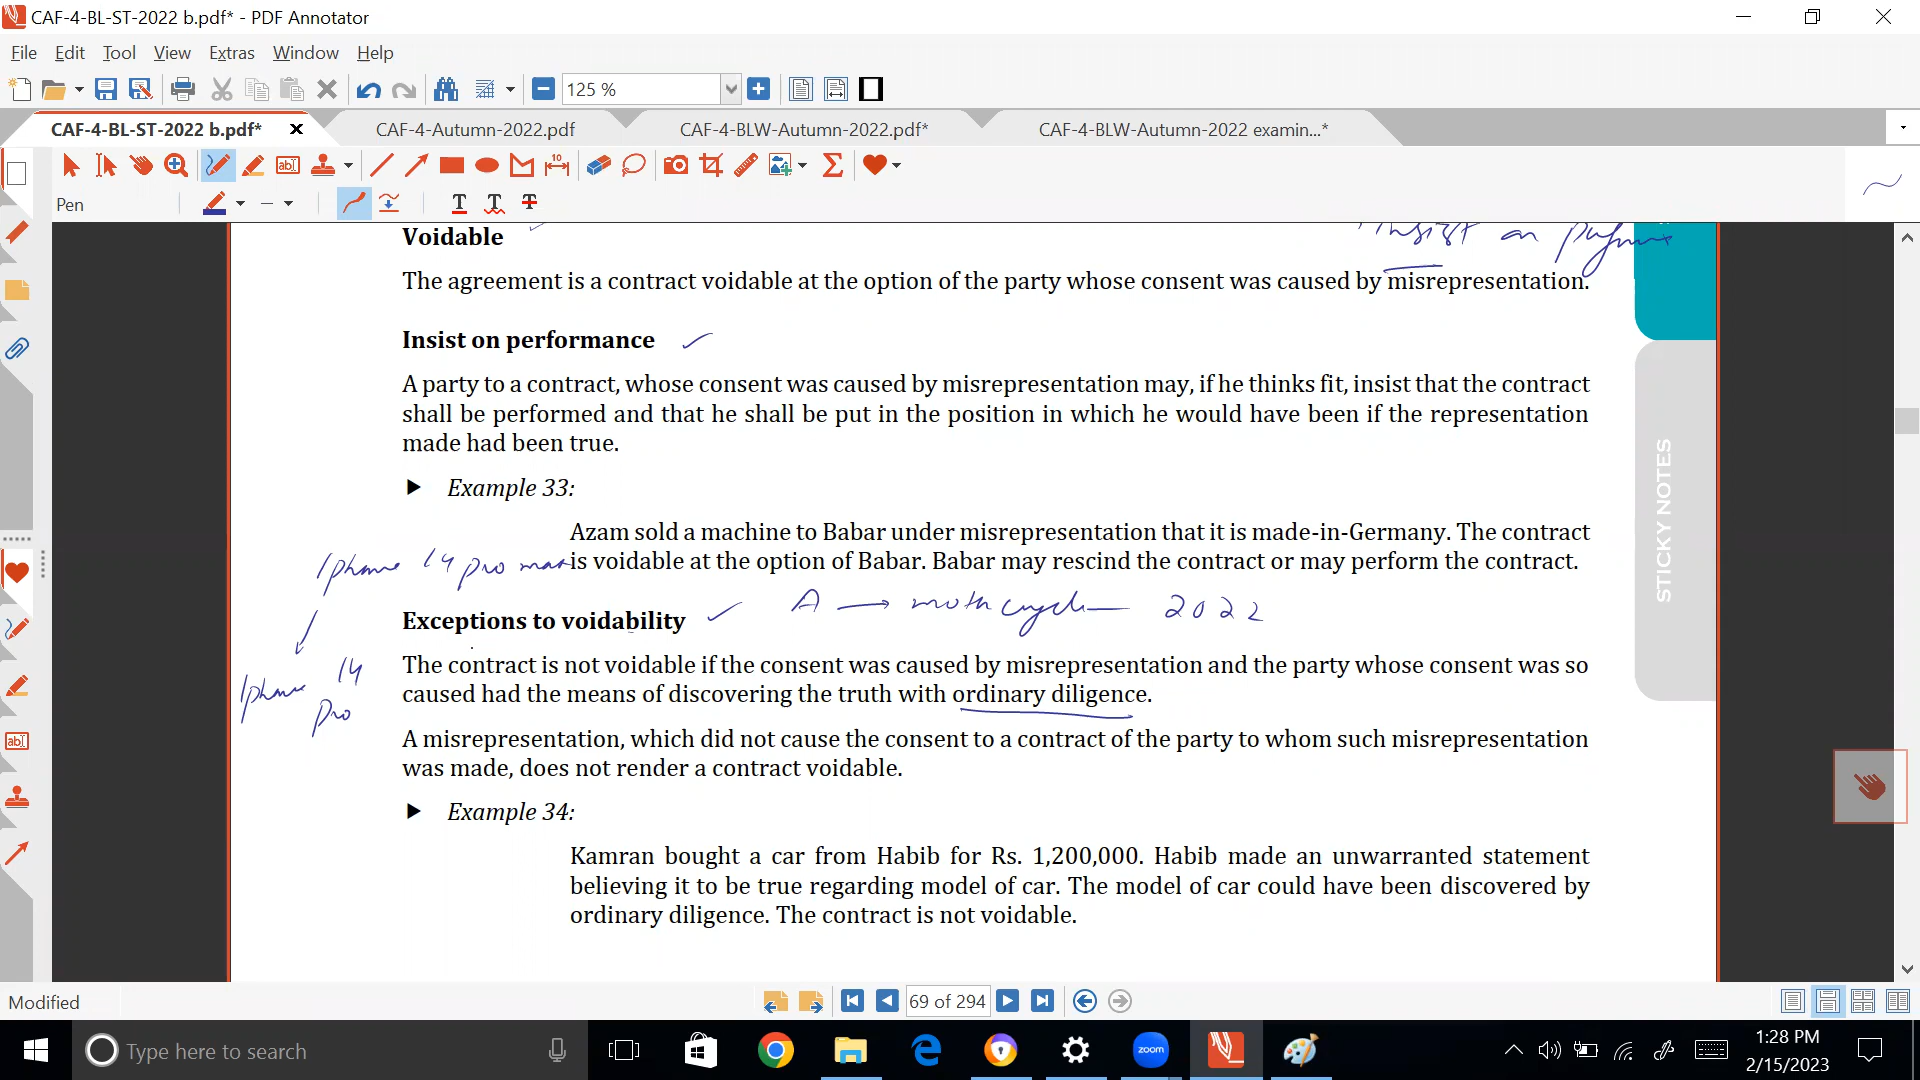 CAF-4-BL-ST-2022 b.pdf* - PDF Annotator
File Edit Tool View Extras Window Help
125 %
CAF-4-BL-ST-2022 b.pdf*
CAF-4-Autumn-2022.pdf
CAF-4-BLW-Autumn-2022.pdf*
CAF-4-BLW-Autumn-2022 examin...*
Pen
insist on
Voidable
The agreement is a contract voidable at the option of the party whose consent was caused by misrepresentation.
Insist on performance
A party to a contract, whose consent was caused by misrepresentation may, if he thinks fit, insist that the contract
shall be performed and that he shall be put in the position in which he would have been if the representation
made had been true.
Example 33:
Azam sold a machine to Babar under misrepresentation that it is made-in-Germany. The contract
is voidable at the option of Babar. Babar may rescind the contract or may perform the contract.
Iphone 14 pro max
A → 2022
Exceptions to voidability
The contract is not voidable if the consent was caused by misrepresentation and the party whose consent was so
caused had the means of discovering the truth with ordinary diligence.
Iphone 14
pro
A misrepresentation, which did not cause the consent to a contract of the party to whom such misrepresentation
was made, does not render a contract voidable.
Example 34:
Kamran bought a car from Habib for Rs. 1,200,000. Habib made an unwarranted statement
believing it to be true regarding model of car. The model of car could have been discovered by
ordinary diligence. The contract is not voidable.
STICKY NOTES
Modified
69 of 294
Type here to search
zoom
1:28 PM
2/15/2023